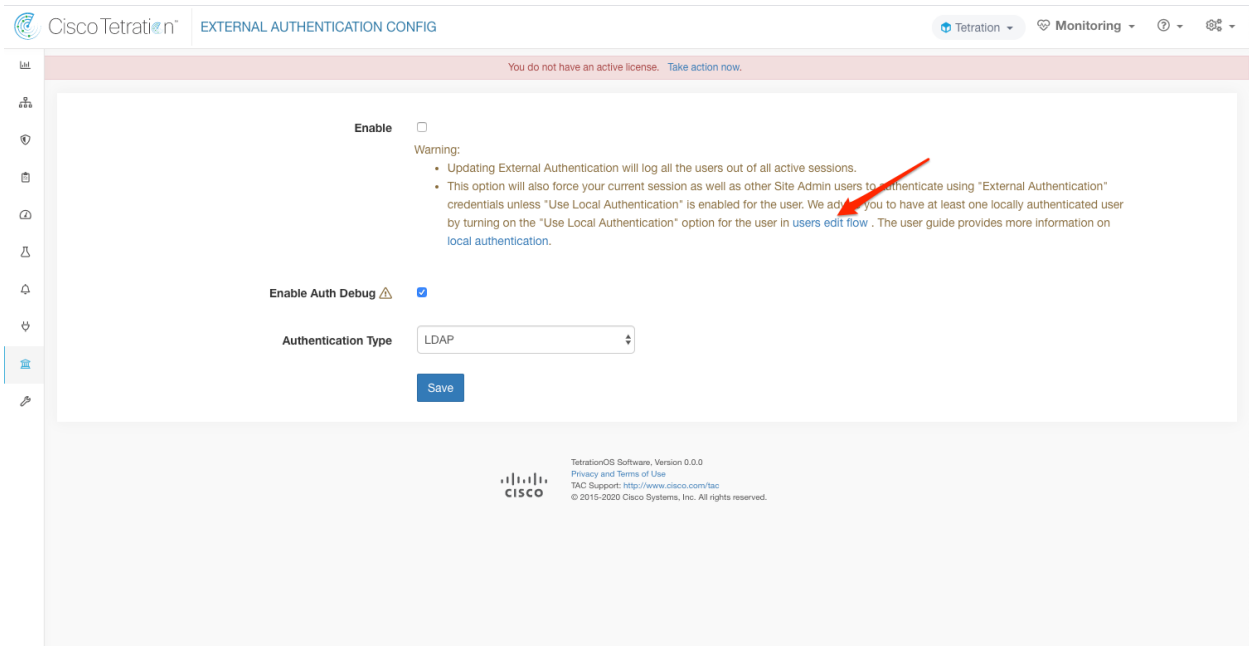 Cisco Tetration™
EXTERNAL AUTHENTICATION CONFIG
Tetration
Monitoring
You do not have an active license. Take action now.
Enable
Warning:
• Updating External Authentication will log all the users out of all active sessions.
• This option will also force your current session as well as other Site Admin users to authenticate using "External Authentication"
credentials unless "Use Local Authentication" is enabled for the user. We advise you to have at least one locally authenticated user
by turning on the "Use Local Authentication" option for the user in users edit flow . The user guide provides more information on
local authentication.
Enable Auth Debug
Authentication Type
LDAP
Save
CISCO
TetrationOS Software, Version 0.0.0
Privacy and Terms of Use
TAC Support: http://www.cisco.com/tac
© 2015-2020 Cisco Systems, Inc. All rights reserved.